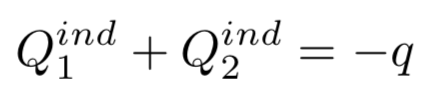 $Q_1^{ind} + Q_2^{ind} = -q$